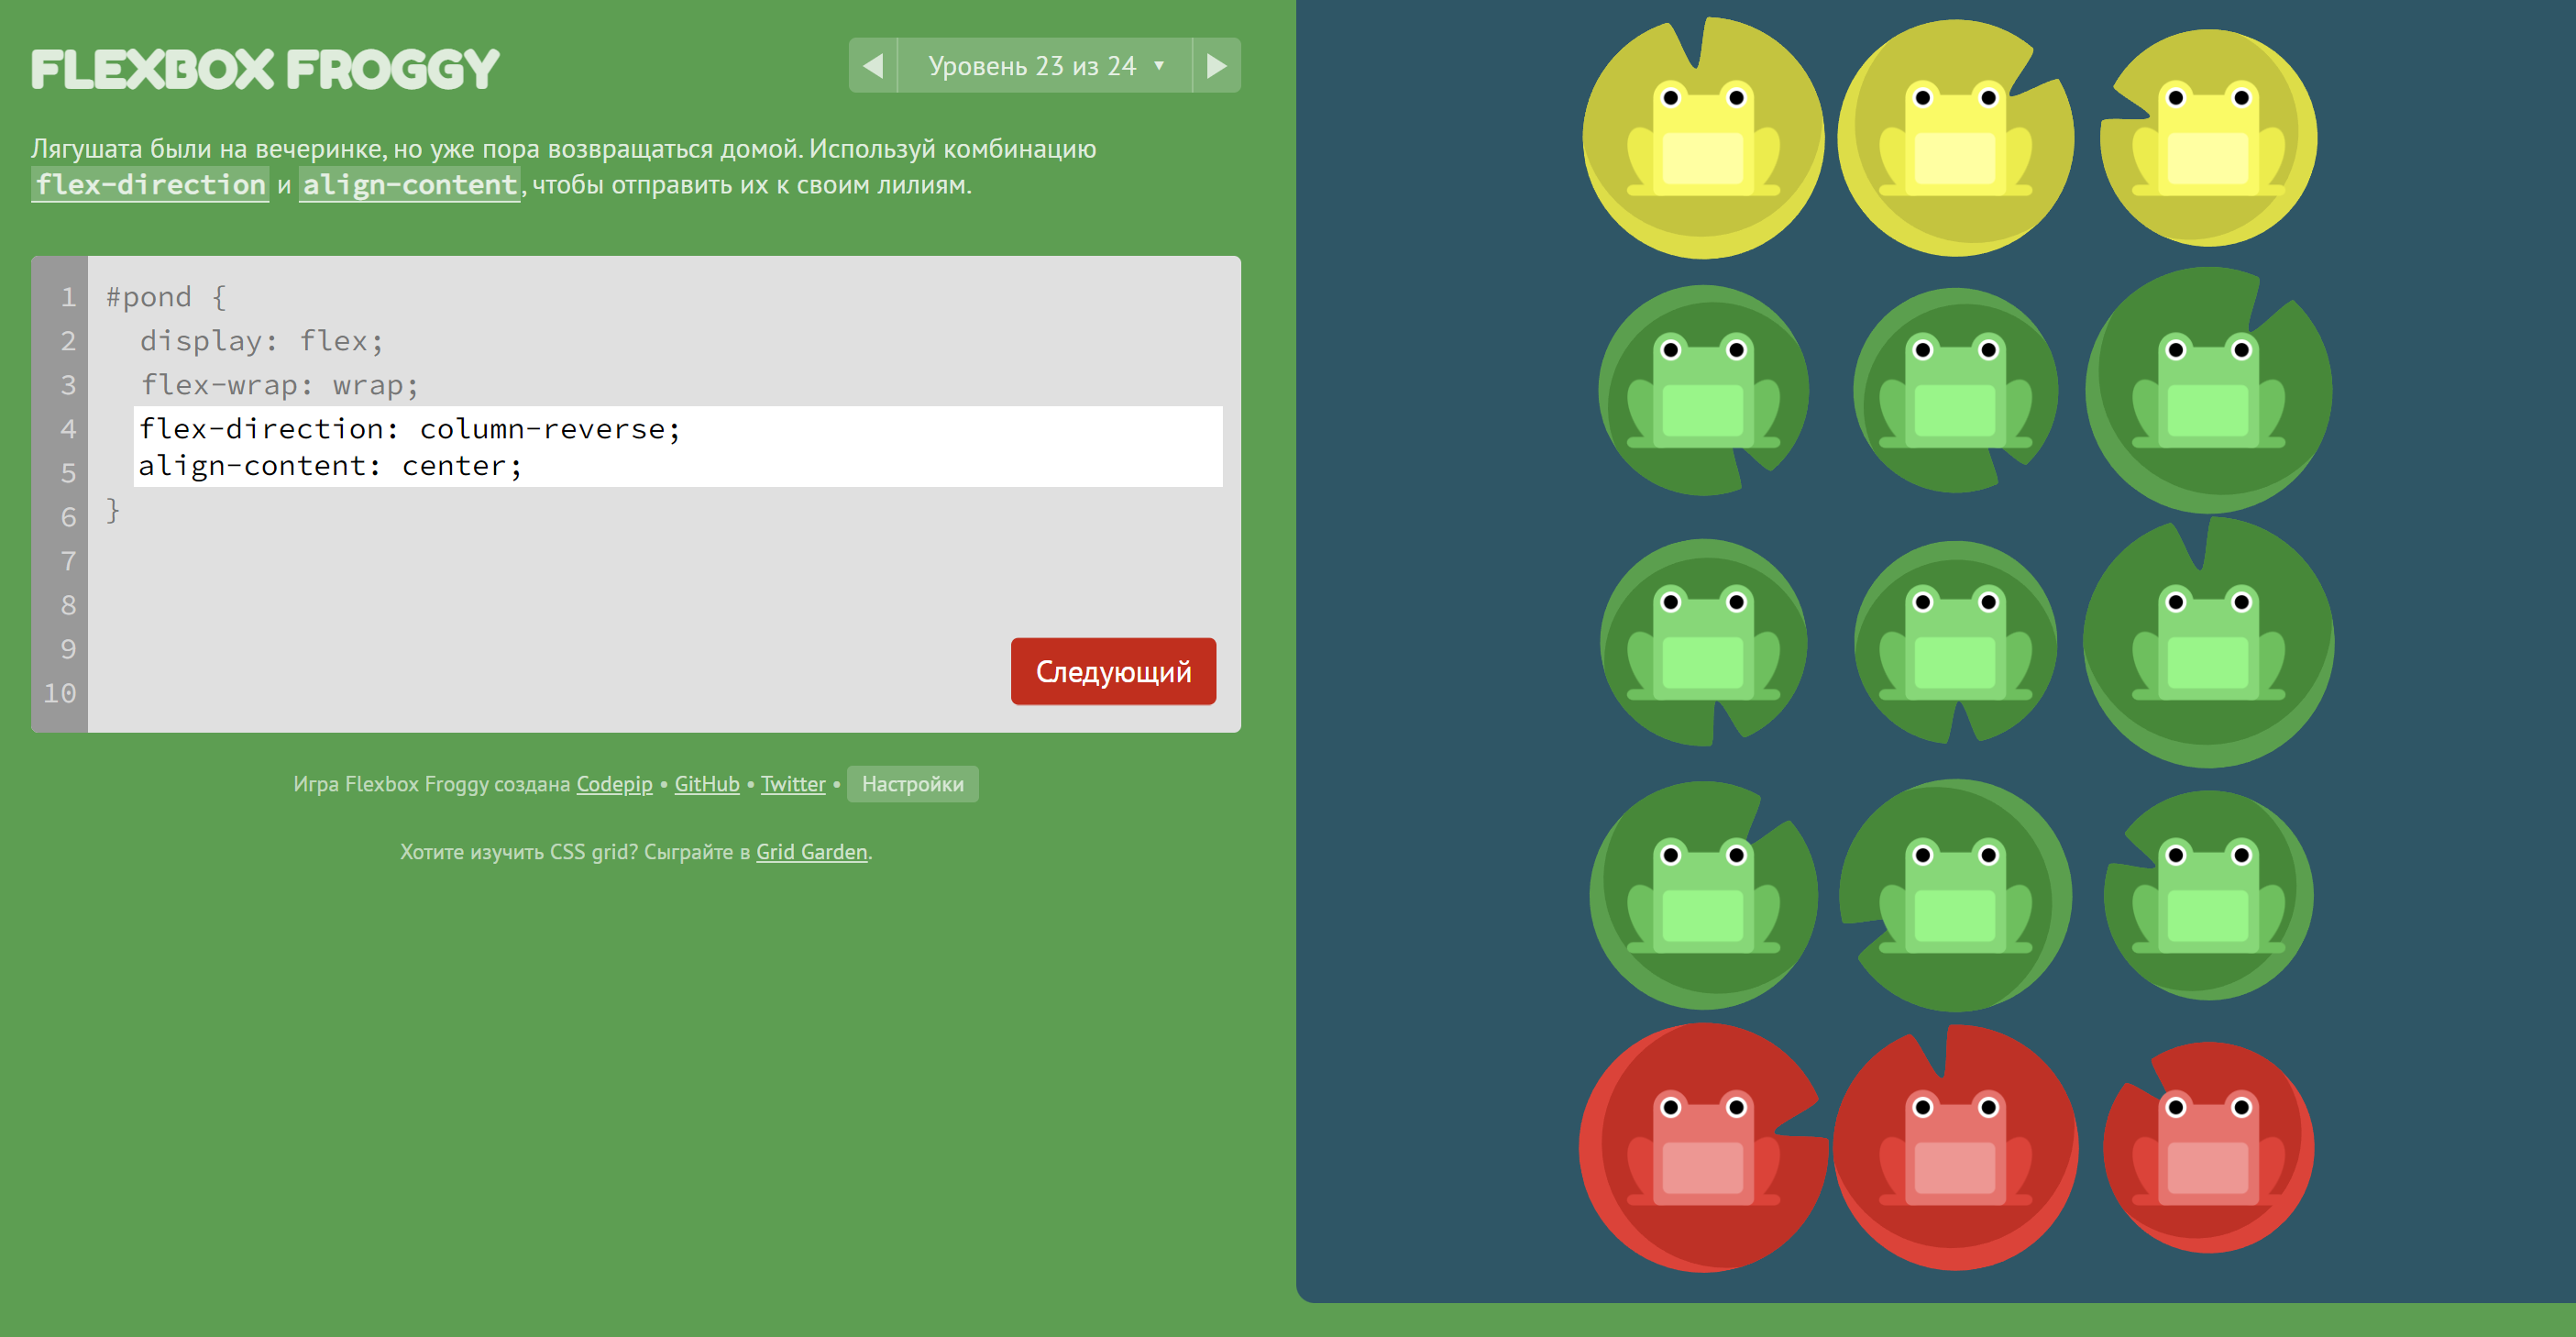 FLEXBOX FROGGY
Уровень 23 из 24 ▼
Лягушата были на вечеринке, но уже пора возвращаться домой. Используй комбинацию
flex-direction и align-content, чтобы отправить их к своим лилиям.
1 #pond {
2 display: flex;
3 flex-wrap: wrap;
4 flex-direction: column-reverse;
5 align-content: center;
6 }
7
8
9
10
Следующий
Игра Flexbox Froggy создана Codepip • GitHub • Twitter • Настройки
Хотите изучить CSS grid? Сыграйте в Grid Garden.